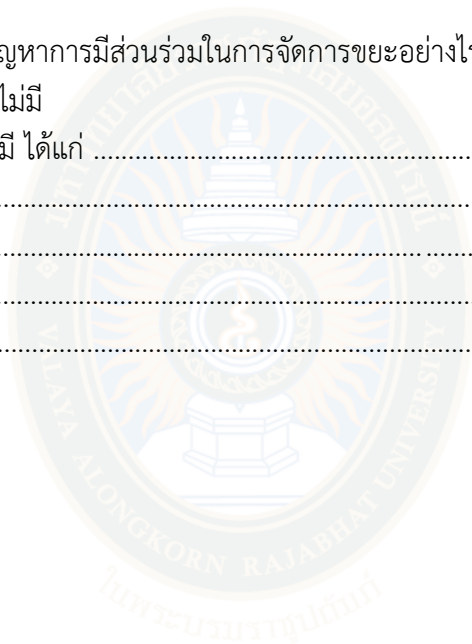 ญหาการมีส่วนร่วมในการจัดการขยะอย่างไร
ไม่มี
มี ได้แก่ ..........................................................
..........................................................................
..........................................................................
..........................................................................
..........................................................................
VALAYA ALONGKORN RAJABHAT UNIVERSITY
ในพระบรมราชูปถัมภ์